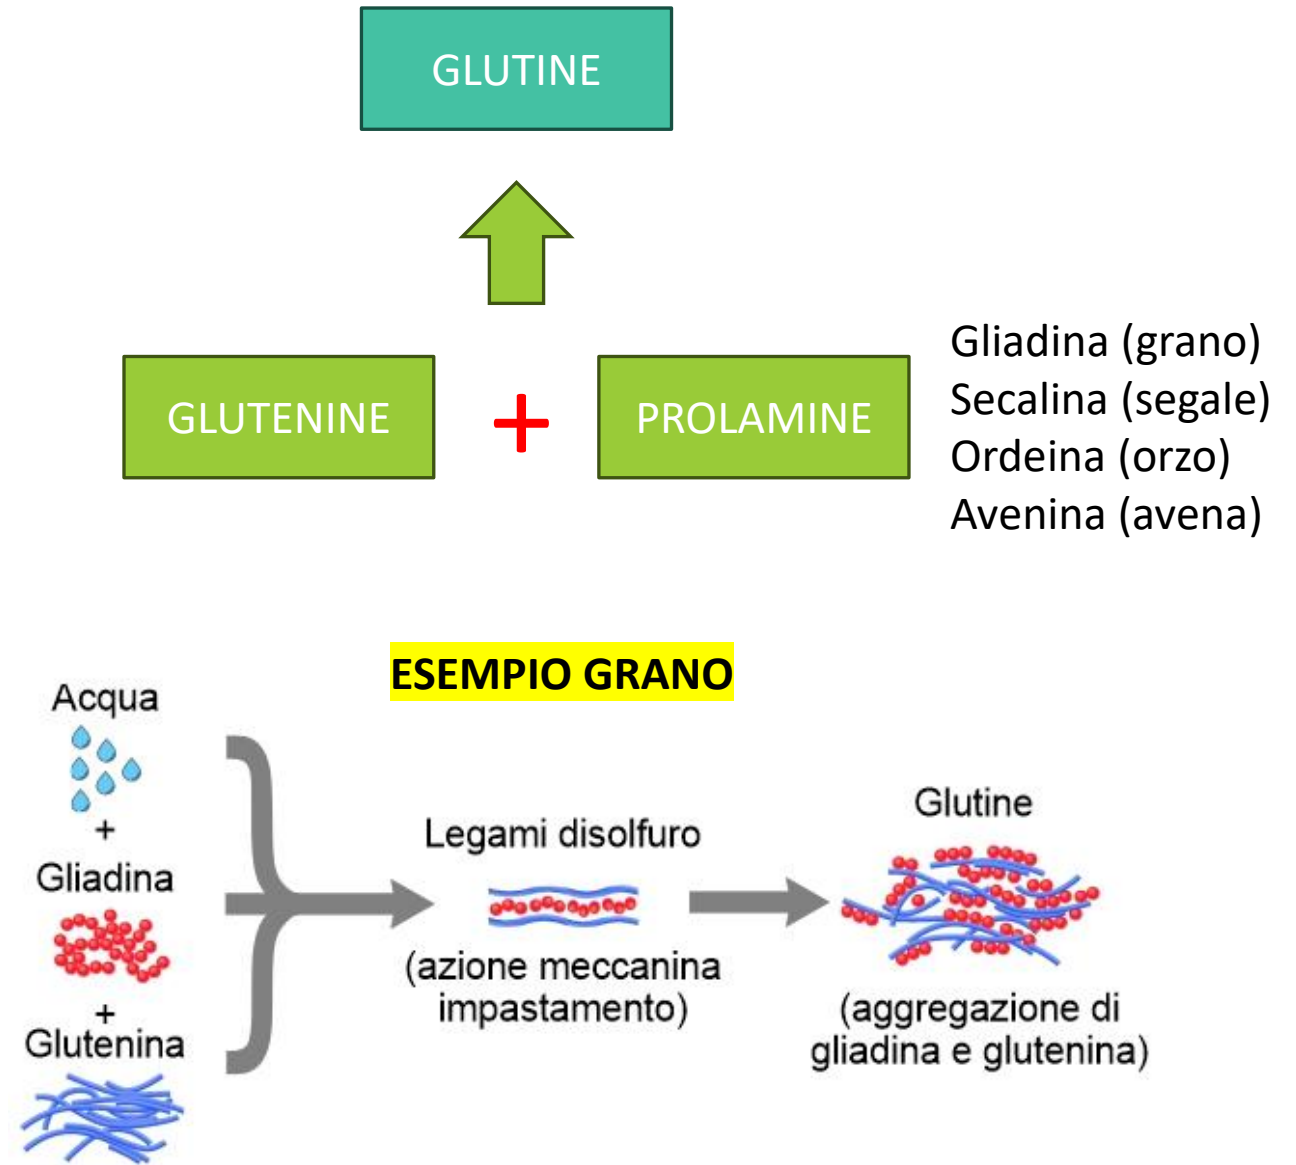 GLUTINE
GLUTENINE
+
PROLAMINE
Gliadina (grano)
Secalina (segale)
Ordeina (orzo)
Avenina (avena)
ESEMPIO GRANO
Acqua
+
Gliadina
+
Glutenina
Legami disolfuro
(azione meccanina
impastamento)
Glutine
(aggregazione di
gliadina e glutenina)